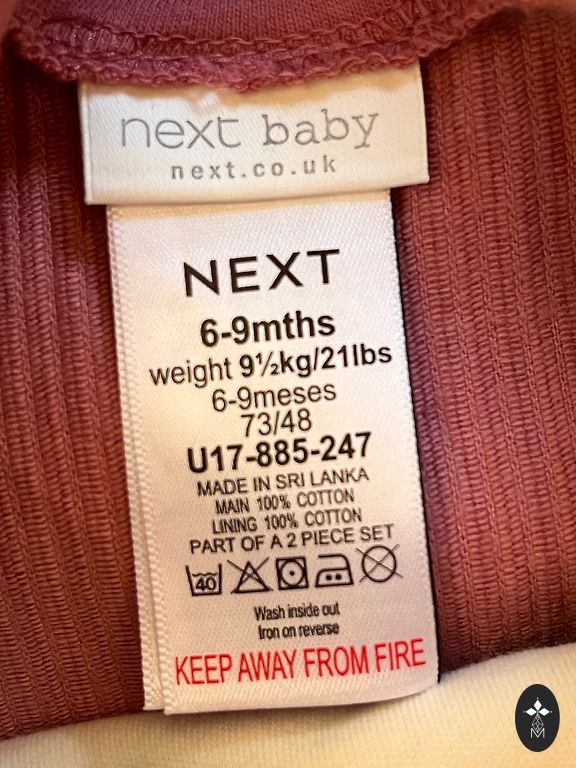 next baby
next.co.uk
NEXT
6-9mths
weight 9½kg/21lbs
6-9meses
73/48
U17-885-247
MADE IN SRI LANKA
MAIN 100% COTTON
LINING 100% COTTON
PART OF A 2 PIECE SET
40
Wash inside out
Iron on reverse
KEEP AWAY FROM FIRE
M